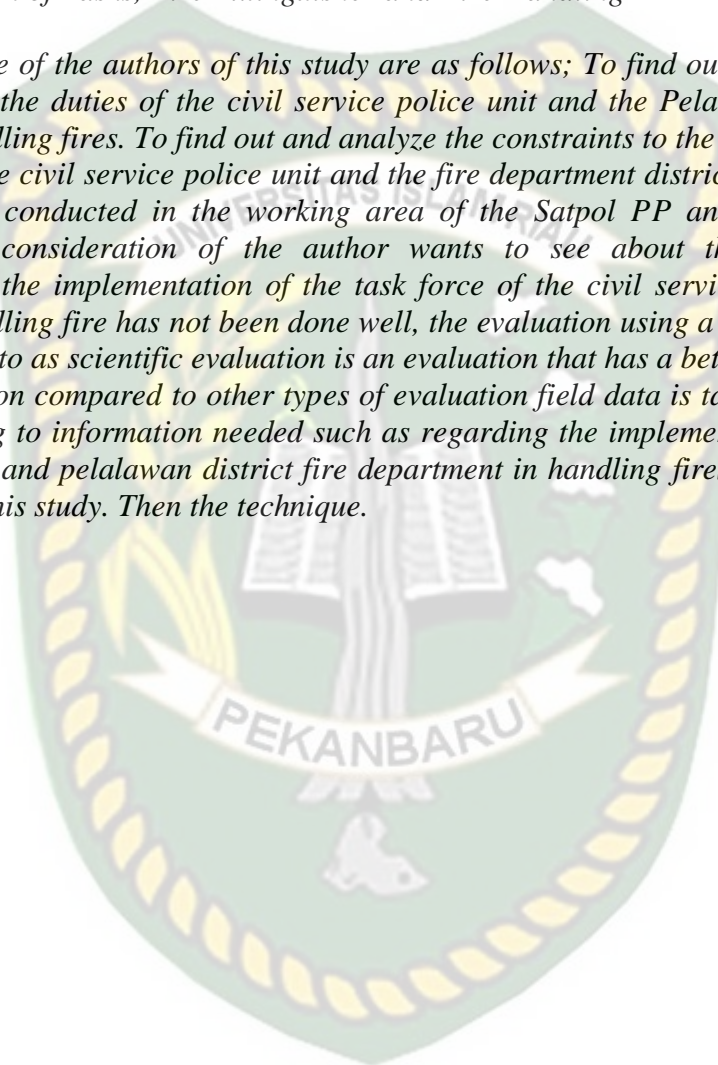 e of the authors of this study are as follows; To find ou
the duties of the civil service police unit and the Pela
lling fires. To find out and analyze the constraints to the
e civil service police unit and the fire department distric
conducted in the working area of the Satpol PP an
consideration of the author wants to see about th
the implementation of the task force of the civil servi
lling fire has not been done well, the evaluation using a
to as scientific evaluation is an evaluation that has a bet
on compared to other types of evaluation field data is ta
g to information needed such as regarding the impleme
and pelalawan district fire department in handling fire
his study. Then the technique.
UNIVERSITAS ISLAM RIAU
PEKANBARU